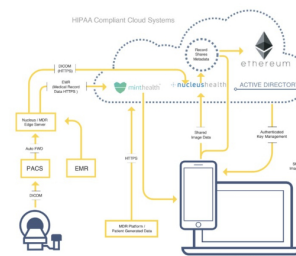 HIPAA Compliant Cloud Systems
DICOM
(HTTPS)
EMR
(Medical Record
Data HTTPS)
Record
Shares
Metadata
ethereum
+ nucleushealth
ACTIVE DIRECTOR
Nucleus / MDR
Edge Server
Auto FWD
PACS
EMR
DICOM
HTTPS
Shared
Image Data
Authenticated
Key Management
MDR Platform /
Patient Generated Data